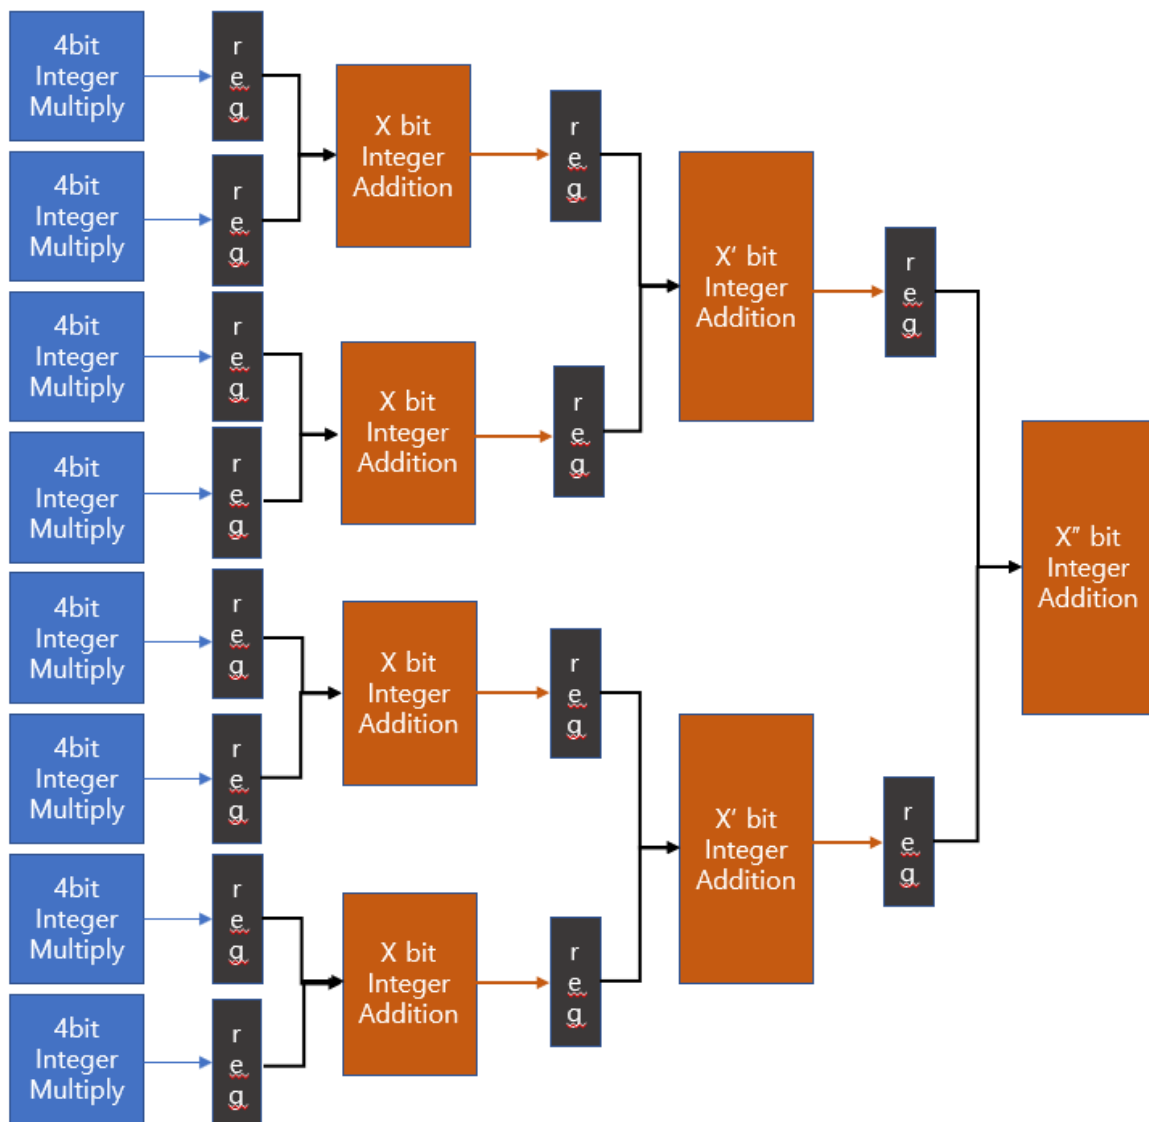 4bit
Integer
Multiply
r
e
g
4bit
Integer
Multiply
r
e
g
4bit
Integer
Multiply
r
e
g
4bit
Integer
Multiply
r
e
g
4bit
Integer
Multiply
r
e
g
4bit
Integer
Multiply
r
e
g
4bit
Integer
Multiply
r
e
g
4bit
Integer
Multiply
r
e
g
X bit
Integer
Addition
r
e
g
X bit
Integer
Addition
r
e
g
X bit
Integer
Addition
r
e
g
X bit
Integer
Addition
r
e
g
X’ bit
Integer
Addition
r
e
g
X’ bit
Integer
Addition
r
e
g
X” bit
Integer
Addition